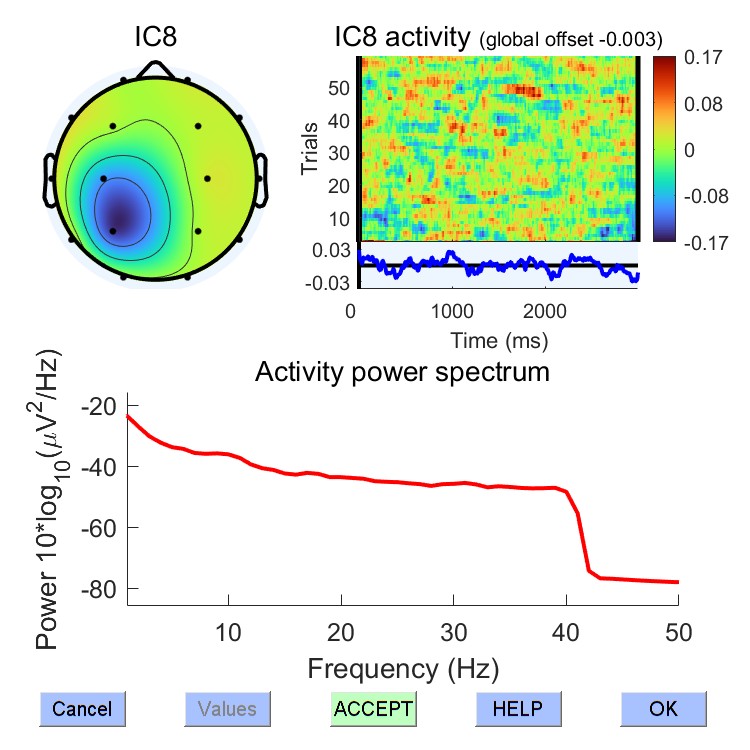 IC8
IC8 activity (global offset -0.003)
Trials
50
40
30
20
10
0.17
0.08
0
-0.08
-0.17
0.03
-0.03
0 1000 2000
Time (ms)
Activity power spectrum
Power 10*log10(μV2/Hz)
-20
-40
-60
-80
10 20 30 40 50
Frequency (Hz)
Cancel Values ACCEPT HELP OK